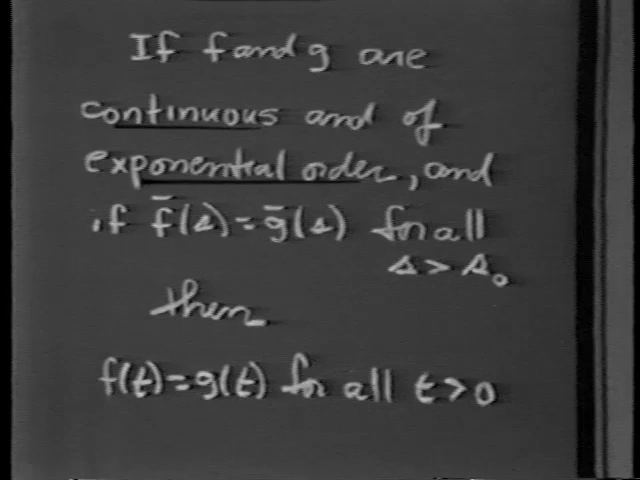 If f and g are
continuous and of
exponential order, and
if f̄(s) = ḡ(s) for all
s > s₀
then
f(t) = g(t) for all t > 0